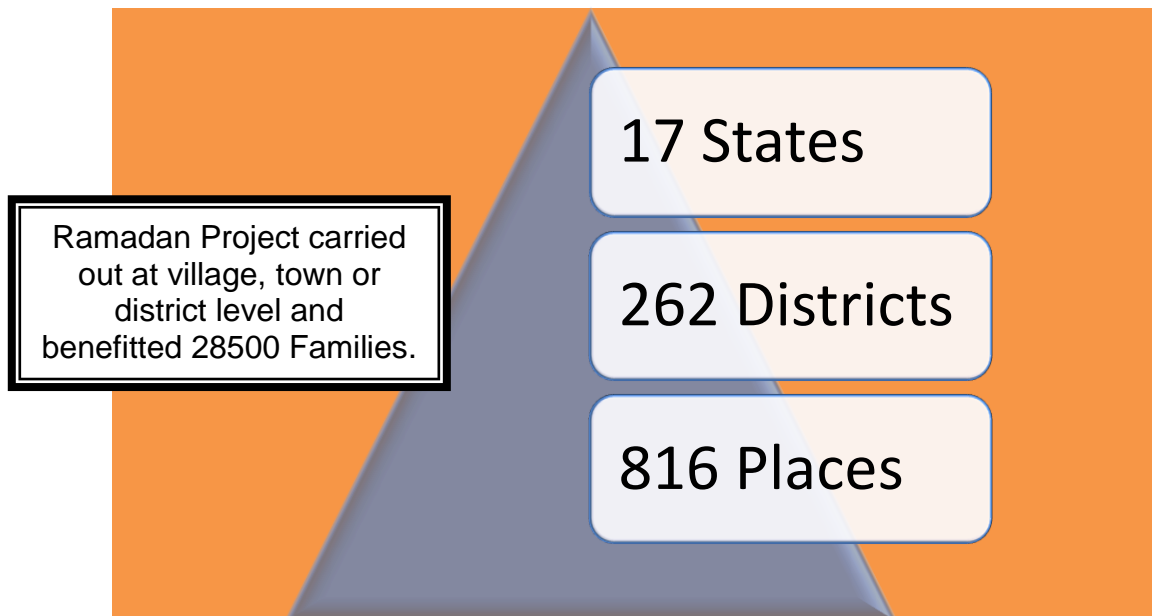 17 States
Ramadan Project carried
out at village, town or
district level and
benefitted 28500 Families.
262 Districts
816 Places